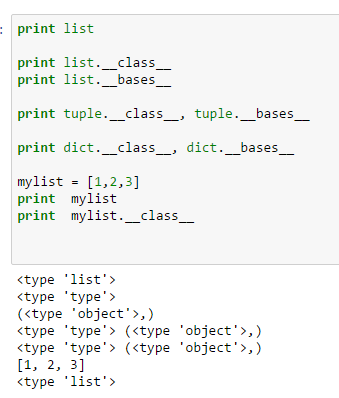 :
print list
print list.__class__
print list.__bases__
print tuple.__class__, tuple.__bases__
print dict.__class__, dict.__bases__
mylist = [1,2,3]
print  mylist
print  mylist.__class__
<type 'list'>
<type 'type'>
(<type 'object'>,)
<type 'type'> (<type 'object'>,)
<type 'type'> (<type 'object'>,)
[1, 2, 3]
<type 'list'>